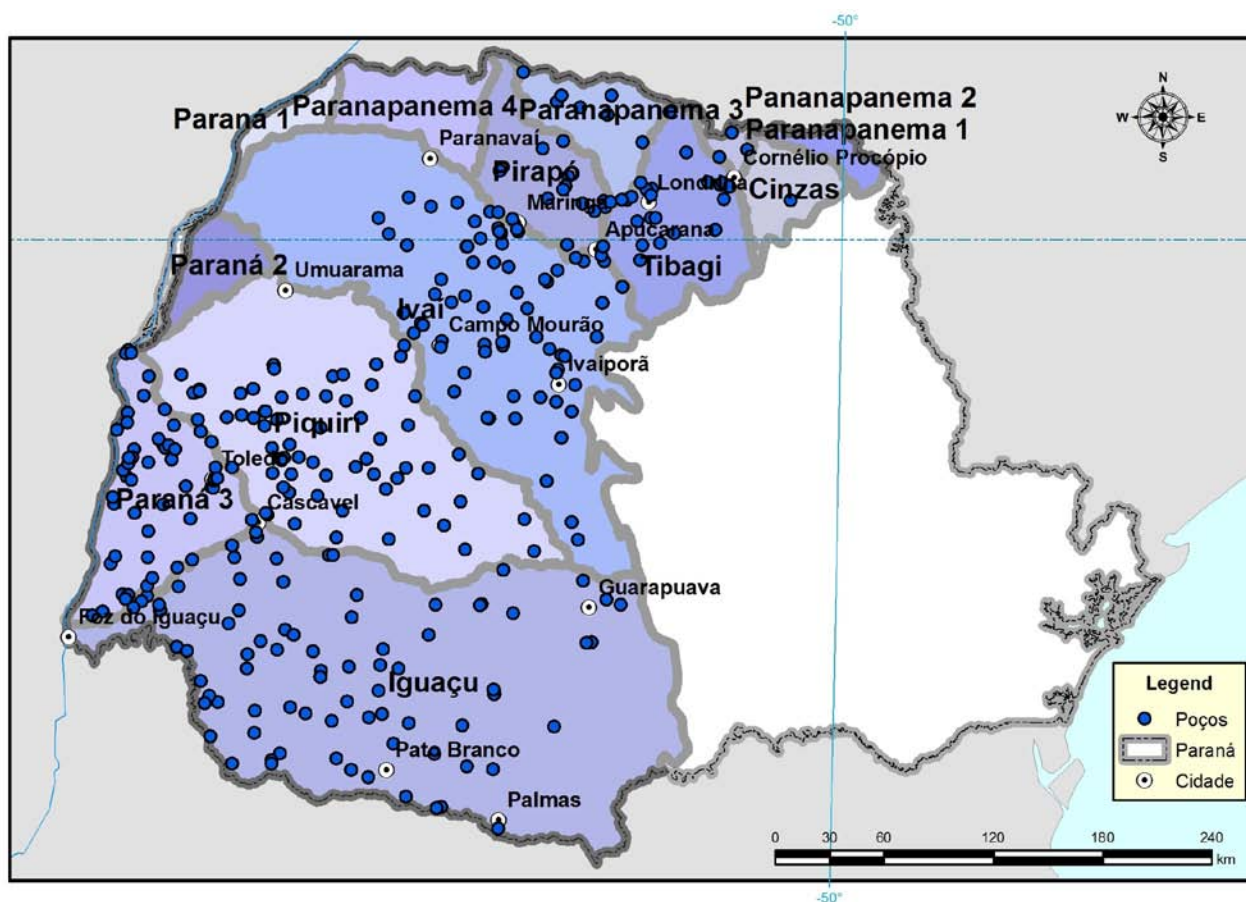 -50°
N
W E
S
Pananapanema 2
Paranapanema 4
Paranapanema 3
Paraná 1
Paranapanema 1
Paranavaí
Cornélio Procópio
Pirapó
Londrina
Cinzas
Maringá
Apucarana
Paraná 2
Umuarama
Tibagi
Ivaí
Campo Mourão
Ivaiporã
Piquiri
Toledo
Paraná 3
Cascavel
Guarapuava
Foz do Iguaçu
Iguaçu
Pato Branco
Palmas
Legend
Poços
Paraná
Cidade
0 30 60 120 180 240
km
-50°